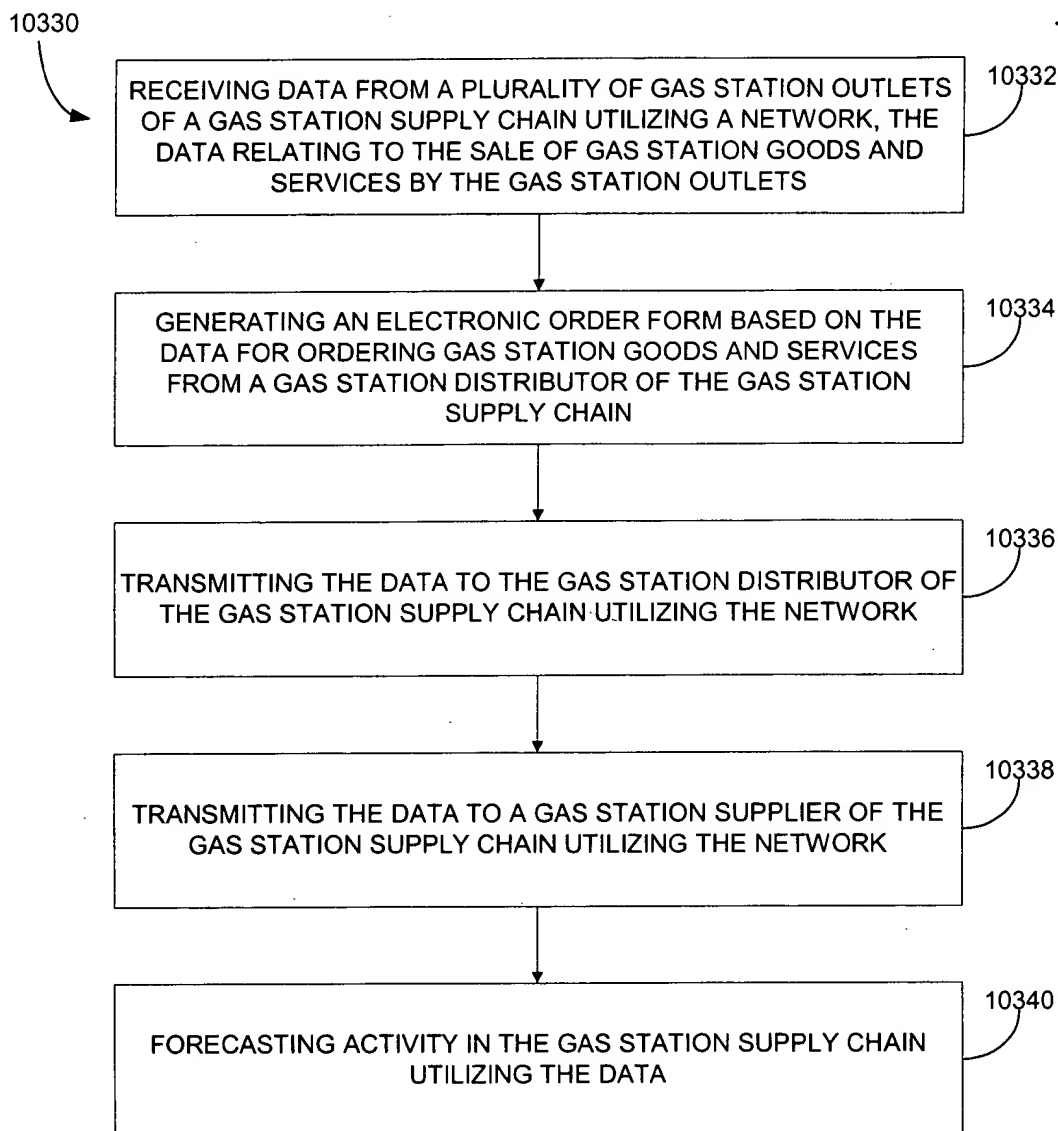 10330
10332
RECEIVING DATA FROM A PLURALITY OF GAS STATION OUTLETS
OF A GAS STATION SUPPLY CHAIN UTILIZING A NETWORK, THE
DATA RELATING TO THE SALE OF GAS STATION GOODS AND
SERVICES BY THE GAS STATION OUTLETS
10334
GENERATING AN ELECTRONIC ORDER FORM BASED ON THE
DATA FOR ORDERING GAS STATION GOODS AND SERVICES
FROM A GAS STATION DISTRIBUTOR OF THE GAS STATION
SUPPLY CHAIN
10336
TRANSMITTING THE DATA TO THE GAS STATION DISTRIBUTOR OF
THE GAS STATION SUPPLY CHAIN UTILIZING THE NETWORK
10338
TRANSMITTING THE DATA TO A GAS STATION SUPPLIER OF THE
GAS STATION SUPPLY CHAIN UTILIZING THE NETWORK
10340
FORECASTING ACTIVITY IN THE GAS STATION SUPPLY CHAIN
UTILIZING THE DATA